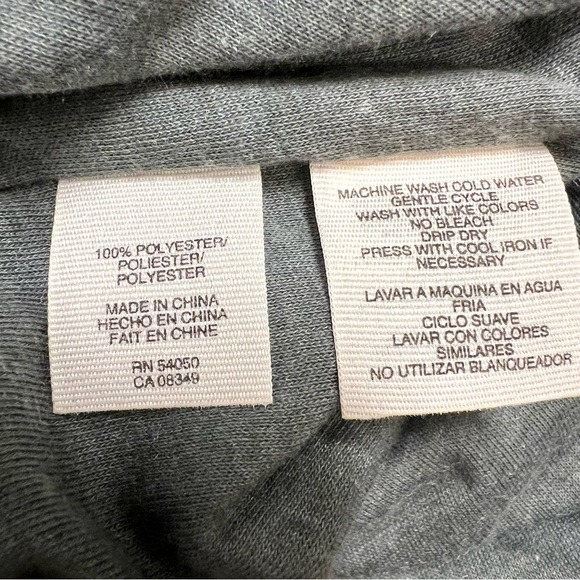 100% POLYESTER/
POLIESTER/
POLYESTER
MADE IN CHINA
HECHO EN CHINA
FAIT EN CHINE
RN 54050
CA 08349
MACHINE WASH COLD WATER
GENTLE CYCLE
WASH WITH LIKE COLORS
NO BLEACH
DRIP DRY
PRESS WITH COOL IRON IF
NECESSARY
LAVAR A MAQUINA EN AGUA
FRIA
CICLO SUAVE
LAVAR CON COLORES
SIMILARES
NO UTILIZAR BLANQUEADOR